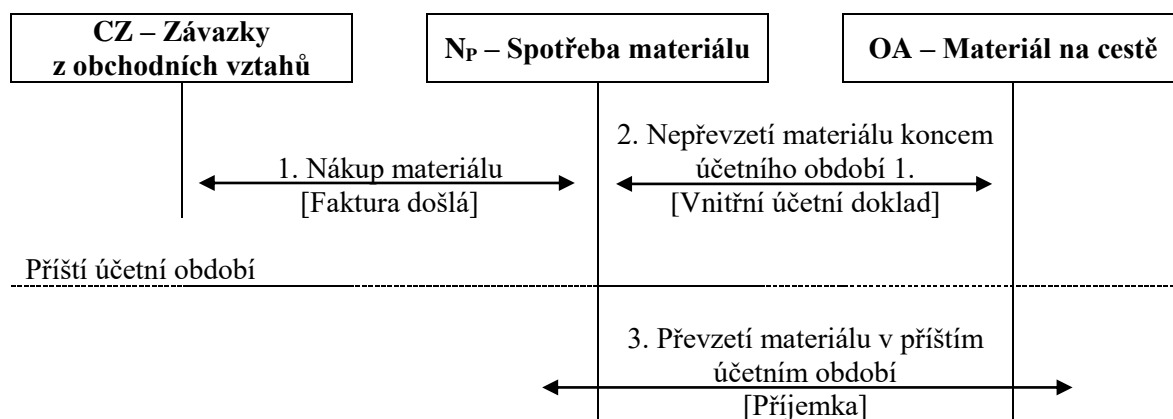 CZ – Závazky
z obchodních vztahů
NP – Spotřeba materiálu
OA – Materiál na cestě
1. Nákup materiálu
[Faktura došlá]
2. Nepřevzetí materiálu koncem
účetního období 1.
[Vnitřní účetní doklad]
Příští účetní období
3. Převzetí materiálu v příštím
účetním období
[Příjemka]